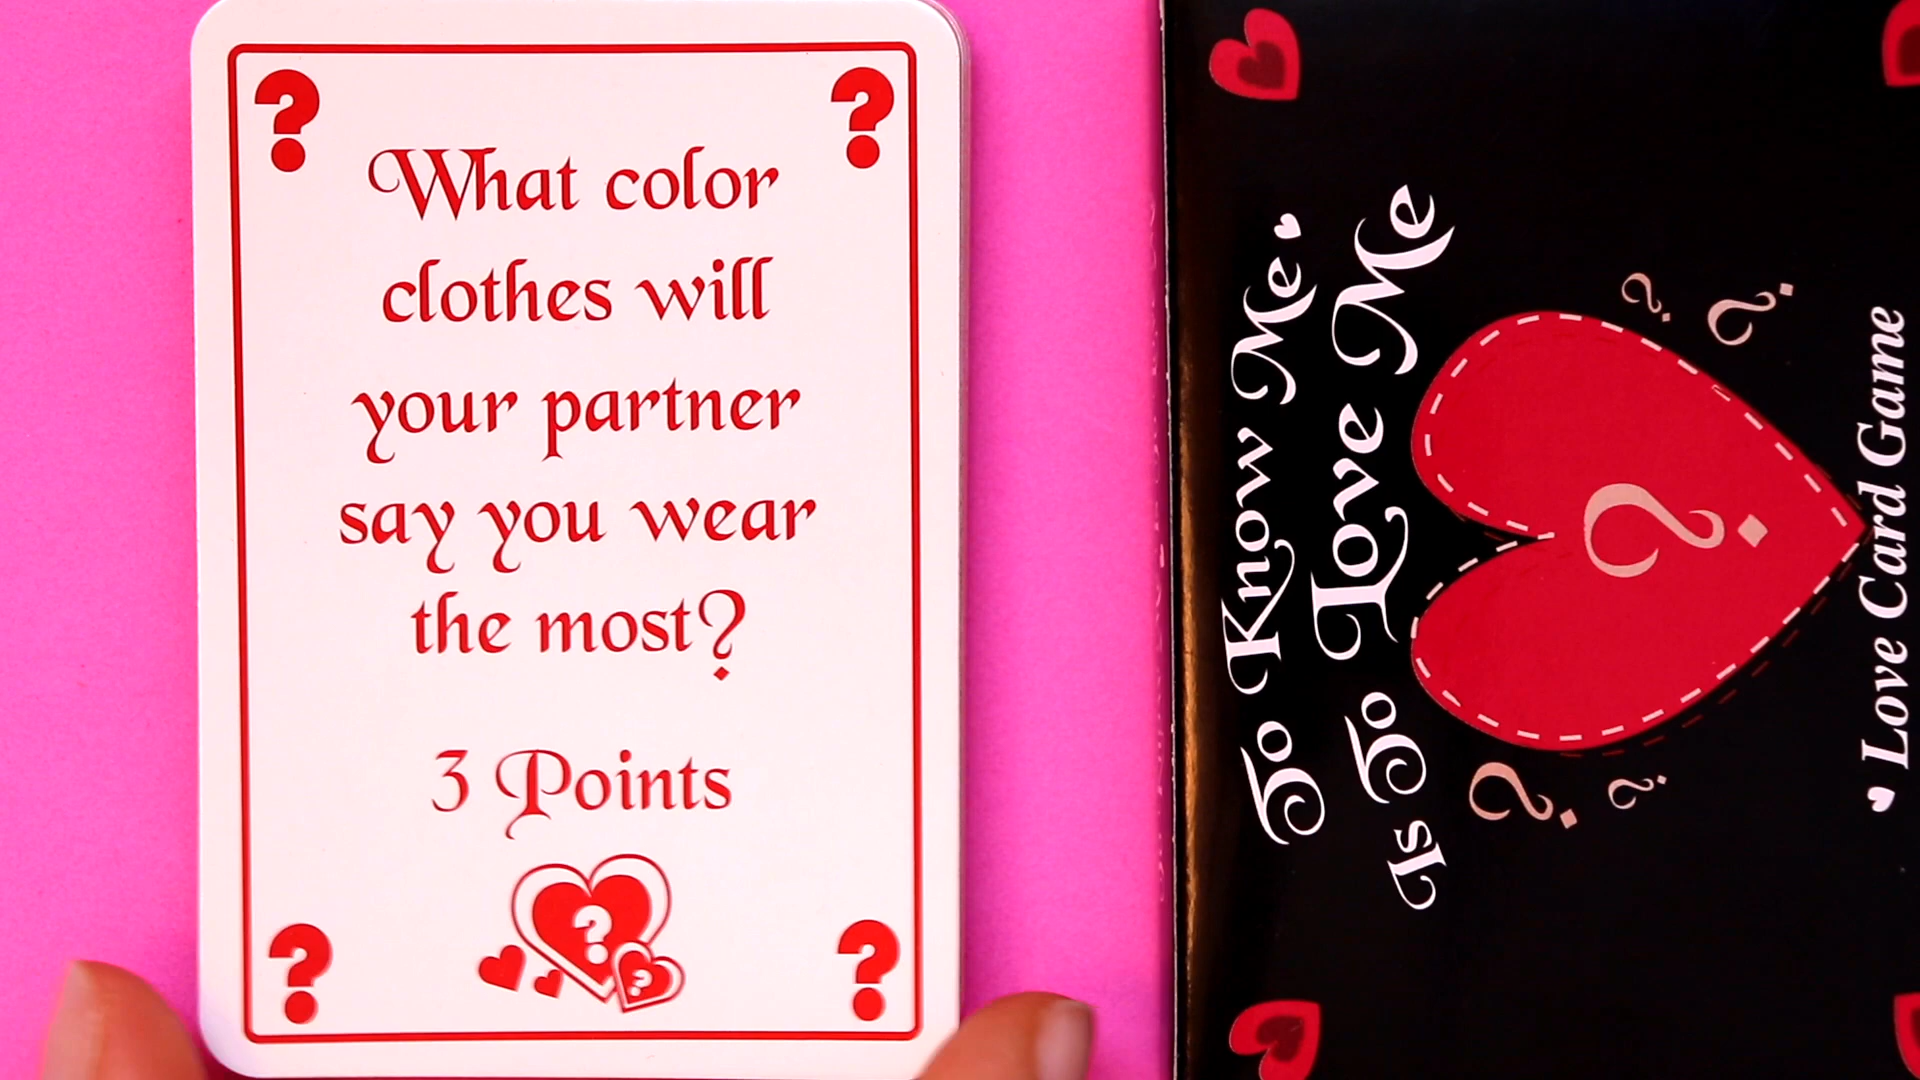 ?
?
What color
clothes will
your partner
say you wear
the most?
3 Points
?
?
?
?
To Know Me
Is To Love Me
?
?
?
?
?
Love Card Game